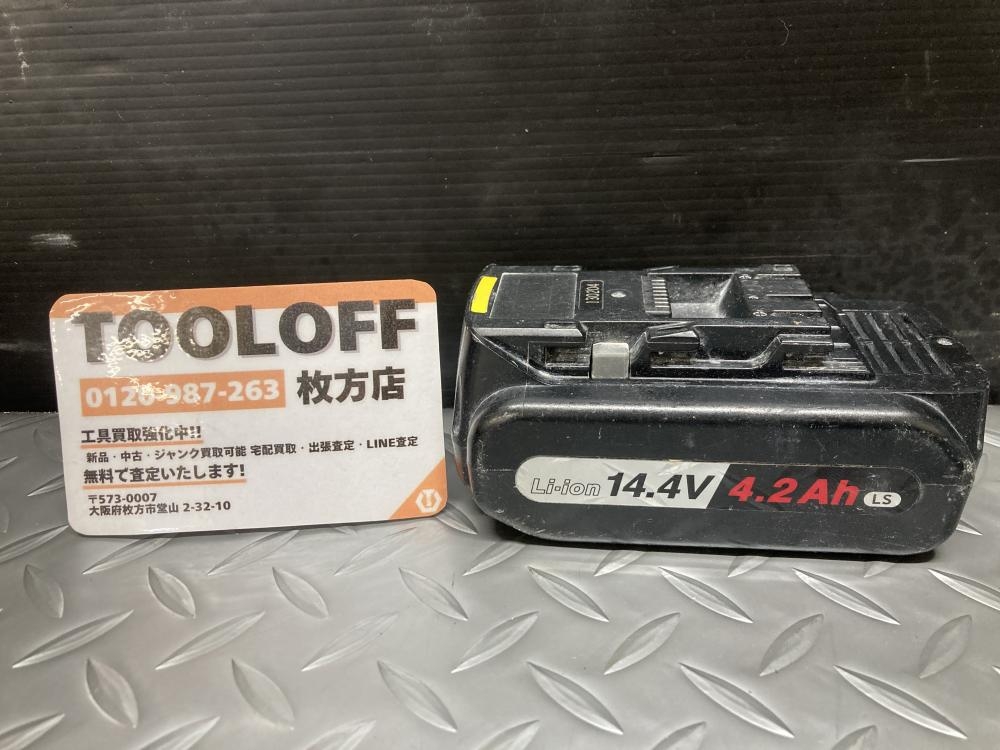 TOOLOFF
0120-987-263 枚方店
工具買取強化中!!
新品・中古・ジャンク買取可能 宅配買取・出張査定・LINE査定
無料で査定いたします!
〒573-0007
大阪府枚方市堂山 2-32-10
130204
Li-ion 14.4V 4.2Ah LS